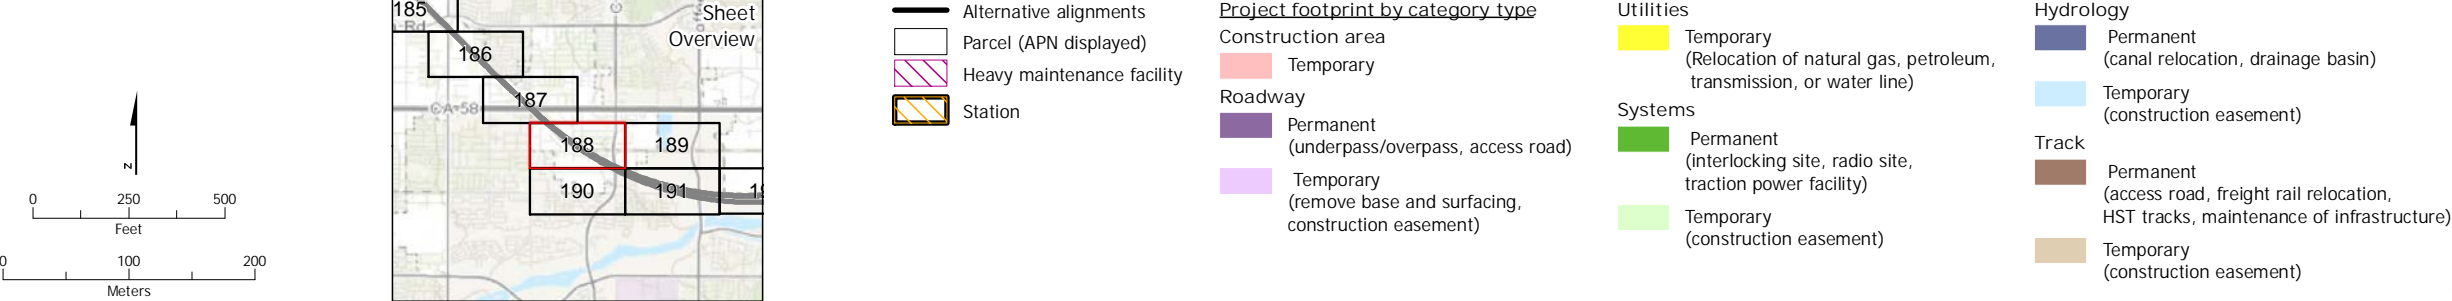 N
0 250 500
Feet
0 100 200
Meters
Sheet
Overview
185
186
187
CA-58
188
189
190
191
Alternative alignments
Parcel (APN displayed)
Heavy maintenance facility
Station
Project footprint by category type
Construction area
Temporary
Roadway
Permanent
(underpass/overpass, access road)
Temporary
(remove base and surfacing,
construction easement)
Utilities
Temporary
(Relocation of natural gas, petroleum,
transmission, or water line)
Systems
Permanent
(interlocking site, radio site,
traction power facility)
Temporary
(construction easement)
Hydrology
Permanent
(canal relocation, drainage basin)
Temporary
(construction easement)
Track
Permanent
(access road, freight rail relocation,
HST tracks, maintenance of infrastructure)
Temporary
(construction easement)